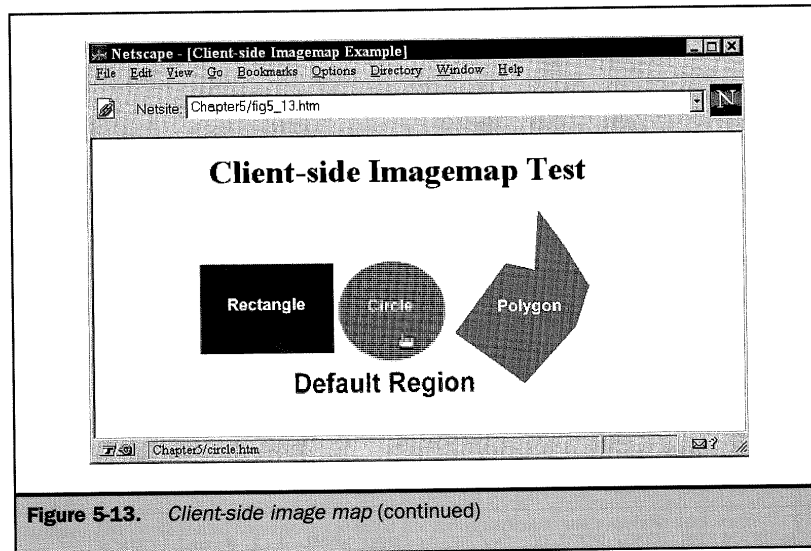 Netscape - [Client-side Imagemap Example]
File Edit View Go Bookmarks Options Directory Window Help
Netsite: Chapter5/fig5_13.htm
N
Client-side Imagemap Test
Rectangle
Circle
Polygon
Default Region
Chapter5/circle.htm
?
Figure 5-13. Client-side image map (continued)